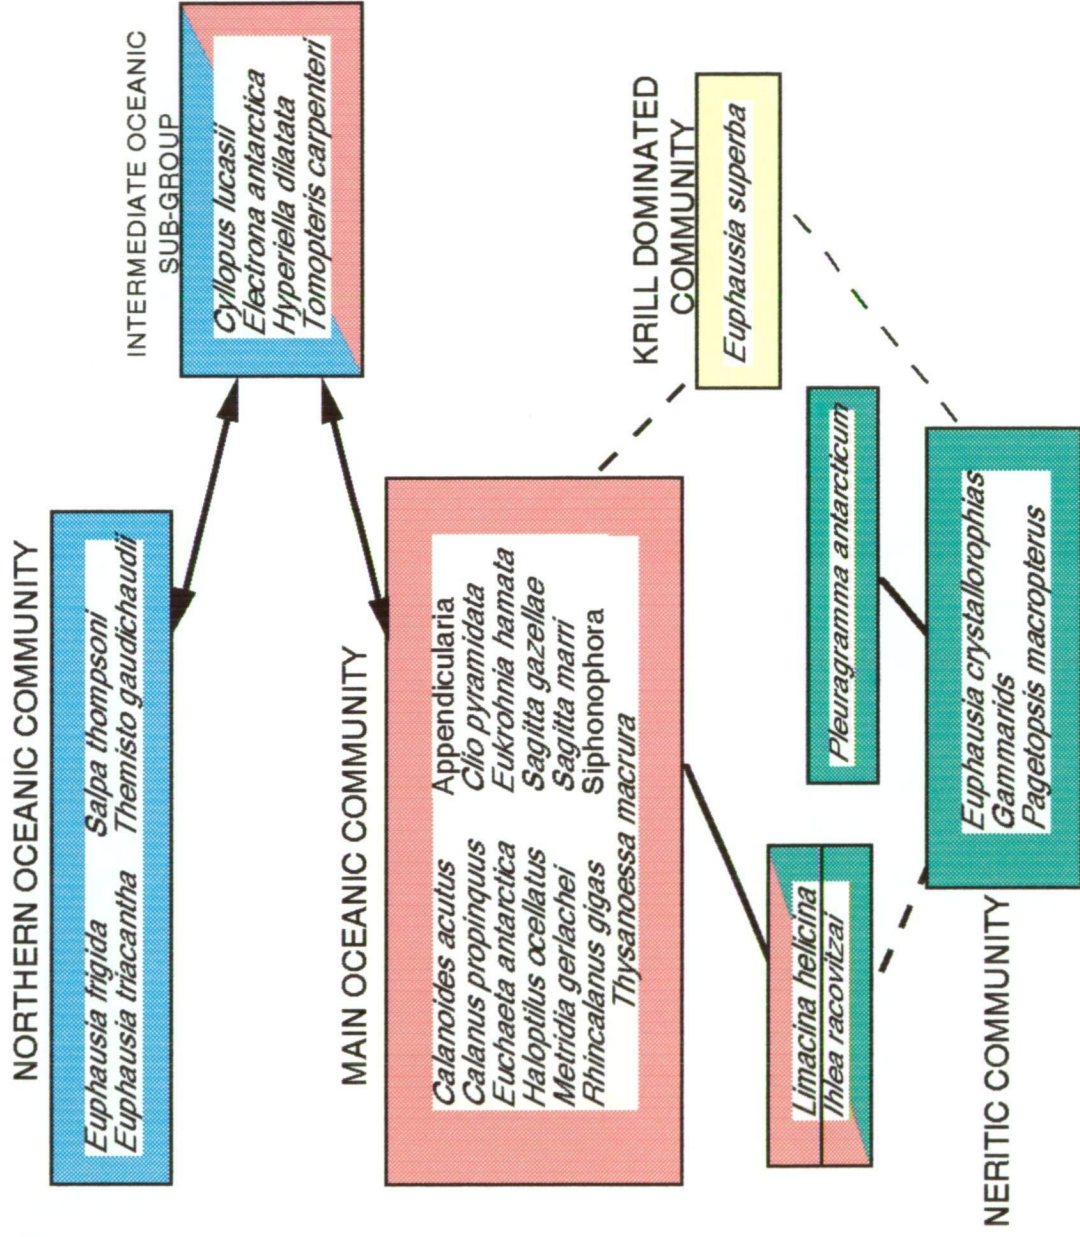 NORTHERN OCEANIC COMMUNITY
Euphausia frigida Salpa thompsoni
Euphausia triacantha Themisto gaudichaudii
INTERMEDIATE OCEANIC
SUB-GROUP
Cyllopus lucasii
Electrona antarctica
Hyperiella dilatata
Tomopteris carpenteri
MAIN OCEANIC COMMUNITY
Calanoides acutus Appendicularia
Calanus propinquus Clio pyramidata
Euchaeta antarctica Eukrohnia hamata
Haloptilus ocellatus Sagitta gazellae
Metridia gerlachei Sagitta marri
Rhincalanus gigas Siphonophora
Thysanoessa macrura
KRILL DOMINATED
COMMUNITY
Euphausia superba
Limacina helicina
Ihlea racovitzai
Pleuragramma antarcticum
NERITIC COMMUNITY
Euphausia crystallorophias
Gammarids
Pagetopsis macropterus